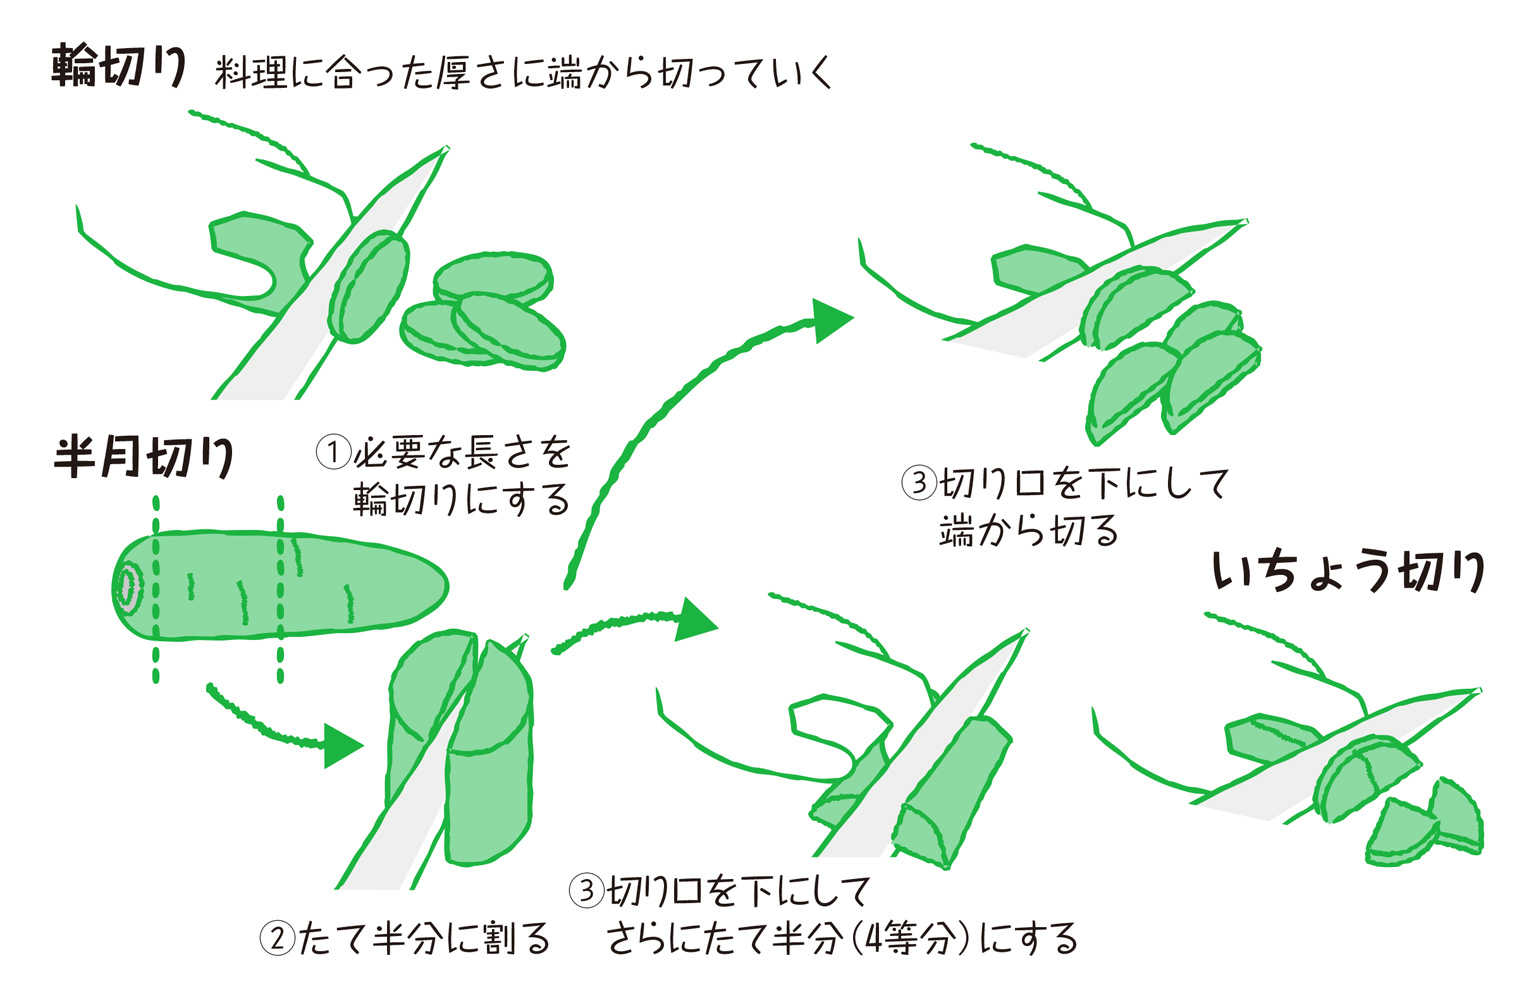 輪切り 料理に合った厚さに端から切っていく
半月切り
①必要な長さを
輪切りにする
②たて半分に割る
③切り口を下にして
端から切る
いちょう切り
③切り口を下にして
さらにたて半分(4等分)にする